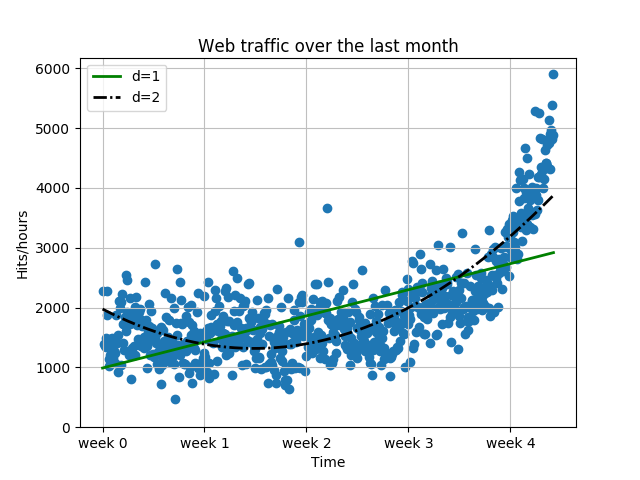 Web traffic over the last month
d=1
d=2
6000
5000
4000
3000
2000
1000
0
Hits/hours
week 0 week 1 week 2 week 3 week 4
Time